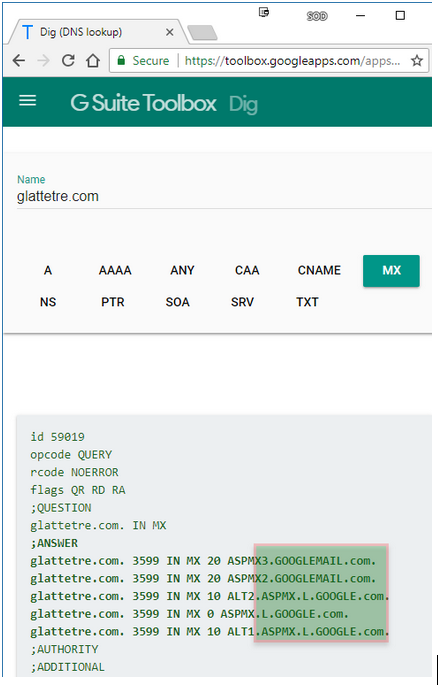 SOD
Dig (DNS lookup)
Secure https://toolbox.googleapps.com/apps...
G Suite Toolbox Dig
Name
glattetre.com
A AAAA ANY CAA CNAME MX
NS PTR SOA SRV TXT
id 59019
opcode QUERY
rcode NOERROR
flags QR RD RA
;QUESTION
glattetre.com. IN MX
;ANSWER
glattetre.com. 3599 IN MX 20 ASPMX3.GOOGLEMAIL.com.
glattetre.com. 3599 IN MX 20 ASPMX2.GOOGLEMAIL.com.
glattetre.com. 3599 IN MX 10 ALT2.ASPMX.L.GOOGLE.com.
glattetre.com. 3599 IN MX 0 ASPMX.L.GOOGLE.com.
glattetre.com. 3599 IN MX 10 ALT1.ASPMX.L.GOOGLE.com.
;AUTHORITY
;ADDITIONAL